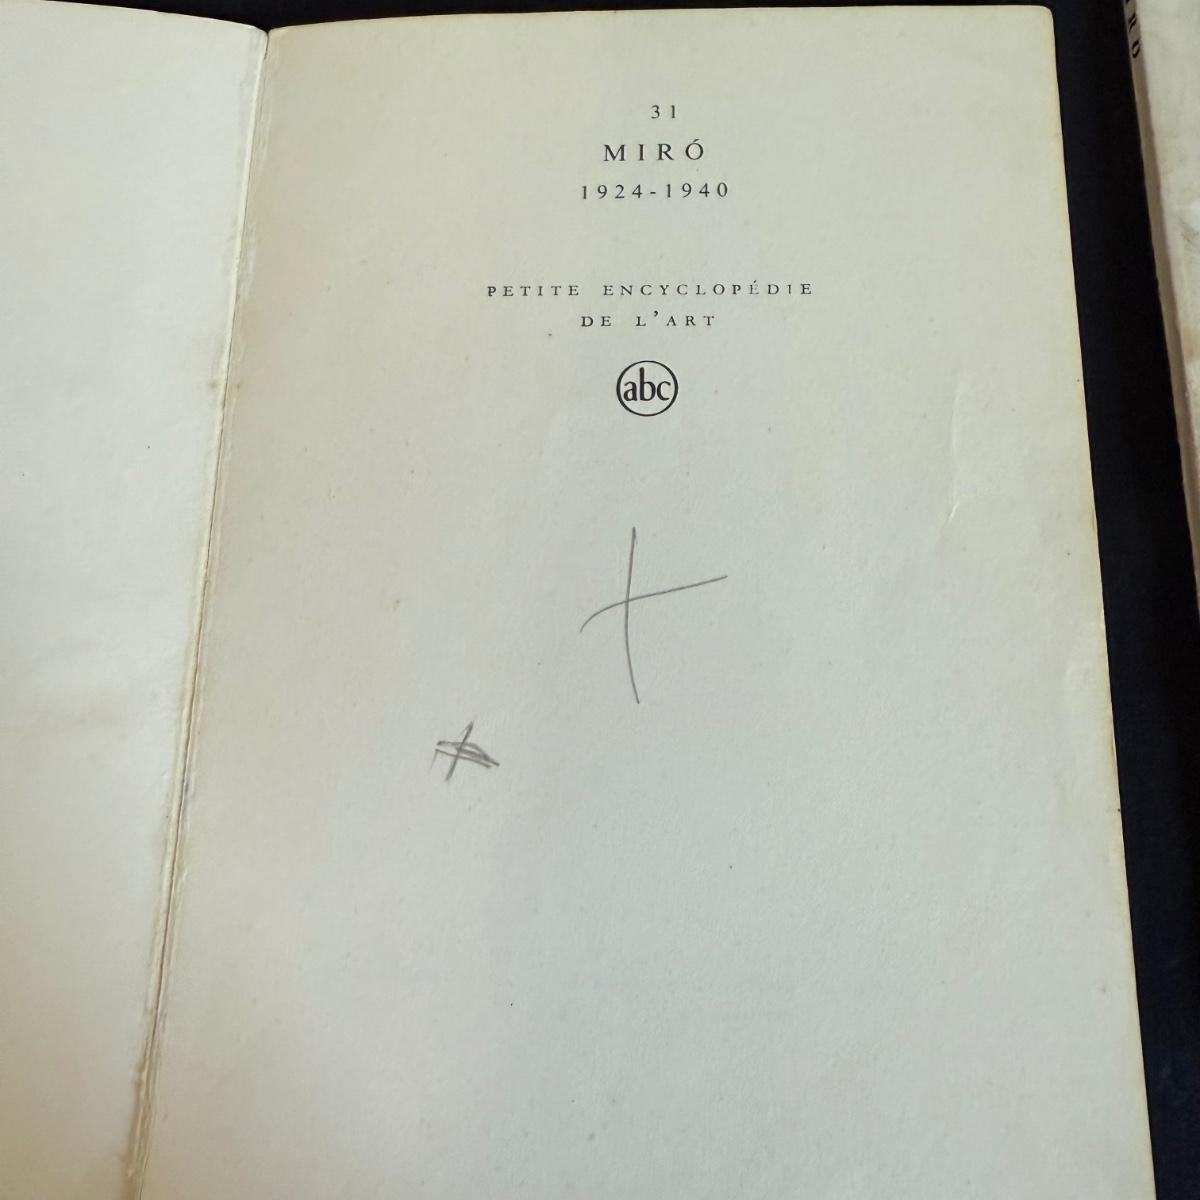 31
MIRÓ
1924-1940
PETITE ENCYCLOPÉDIE
DE L'ART
abc